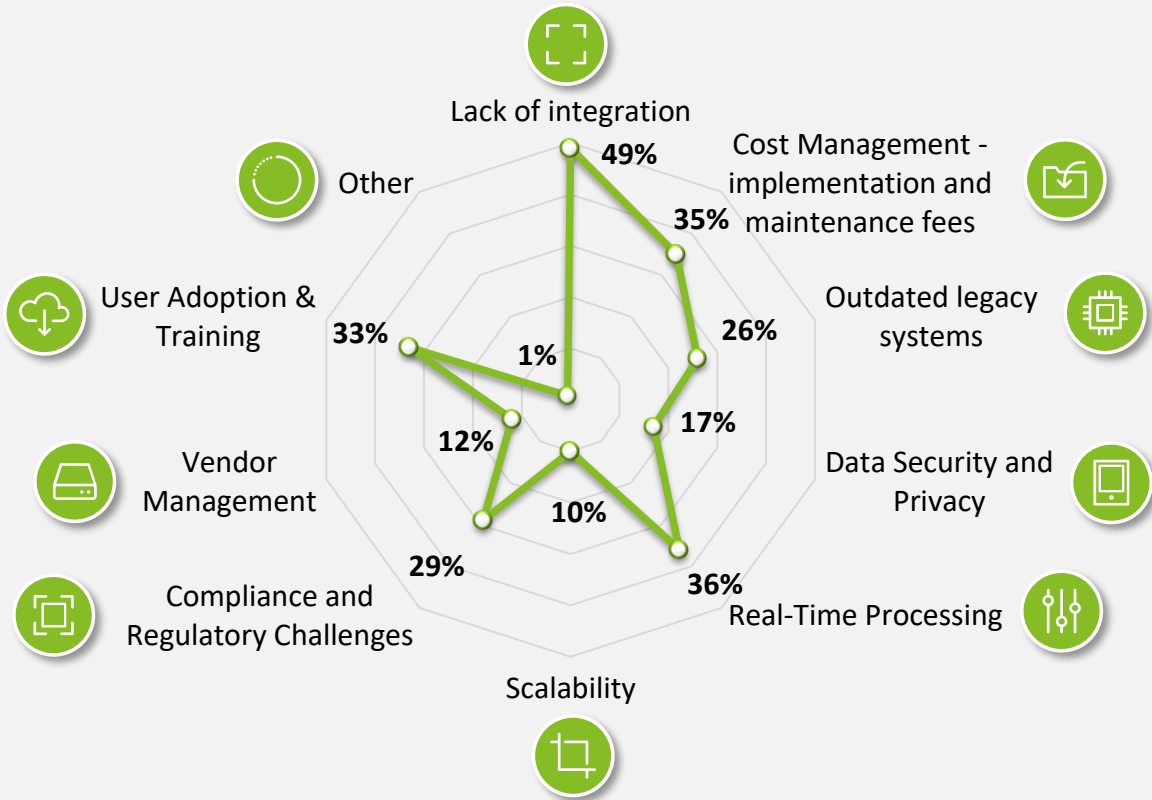 Lack of integration
49%
Cost Management -
implementation and
maintenance fees
35%
Outdated legacy
systems
26%
Data Security and
Privacy
17%
Real-Time Processing
36%
Scalability
10%
Compliance and
Regulatory Challenges
29%
Vendor
Management
12%
User Adoption &
Training
33%
Other
1%